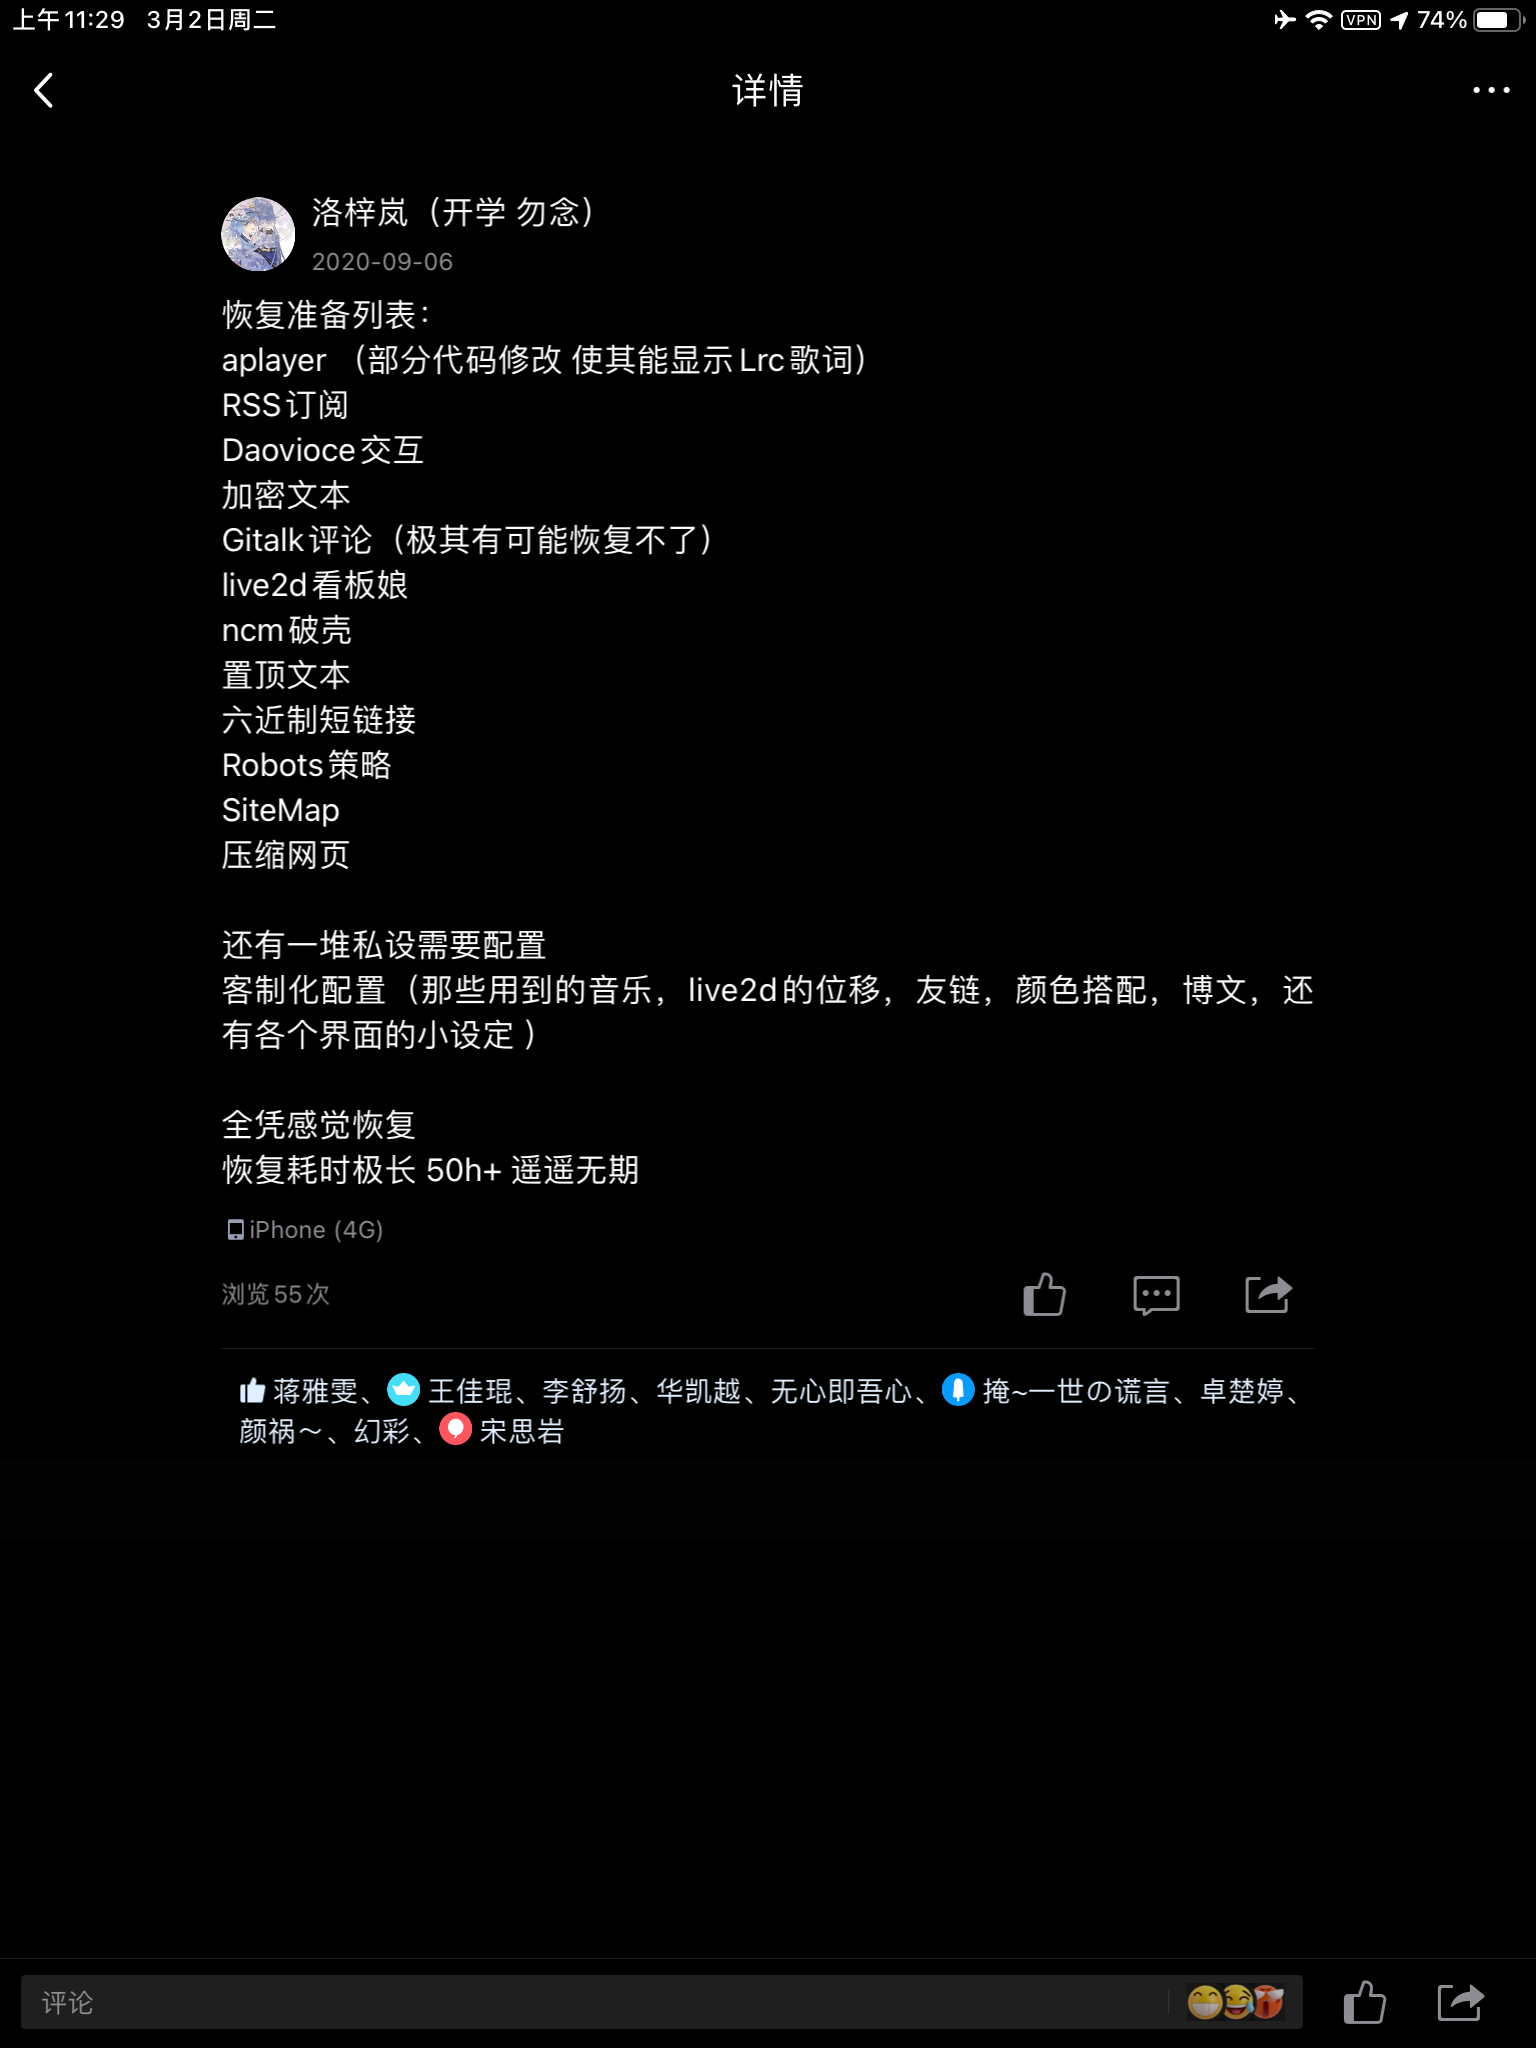 上午11:29 3月2日周二
VPN 74%
详情
洛梓岚（开学 勿念）
2020-09-06
恢复准备列表：
aplayer （部分代码修改 使其能显示Lrc歌词）
RSS订阅
Daovioce交互
加密文本
Gitalk评论（极其有可能恢复不了）
live2d看板娘
ncm破壳
置顶文本
六近制短链接
Robots策略
SiteMap
压缩网页
还有一堆私设需要配置
客制化配置（那些用到的音乐，live2d的位移，友链，颜色搭配，博文，还
有各个界面的小设定 ）
全凭感觉恢复
恢复耗时极长 50h+ 遥遥无期
iPhone (4G)
浏览55次
蒋雅雯、王佳琨、李舒扬、华凯越、无心即吾心、掩~一世の谎言、卓楚婷、
颜祸～、幻彩、宋思岩
评论